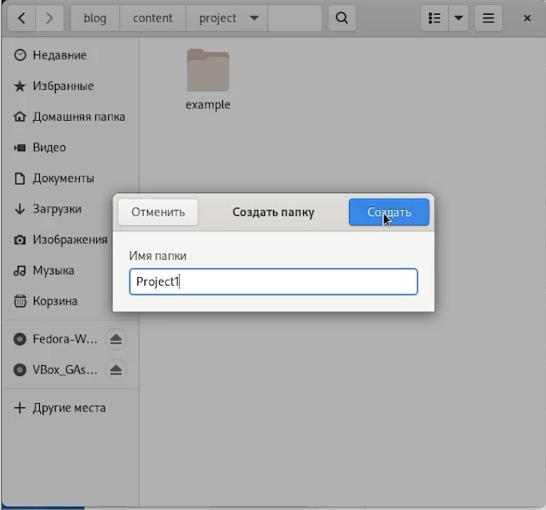 blog content project
Недавние
Избранные
Домашняя папка
Видео
Документы
Загрузки
Изображения
Музыка
Корзина
Fedora-W...
VBox_GAs...
Другие места
example
Отменить Создать папку Создать
Имя папки
Project1